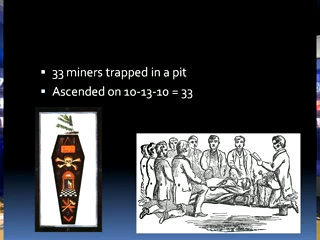 33 miners trapped in a pit
Ascended on 10-13-10 = 33